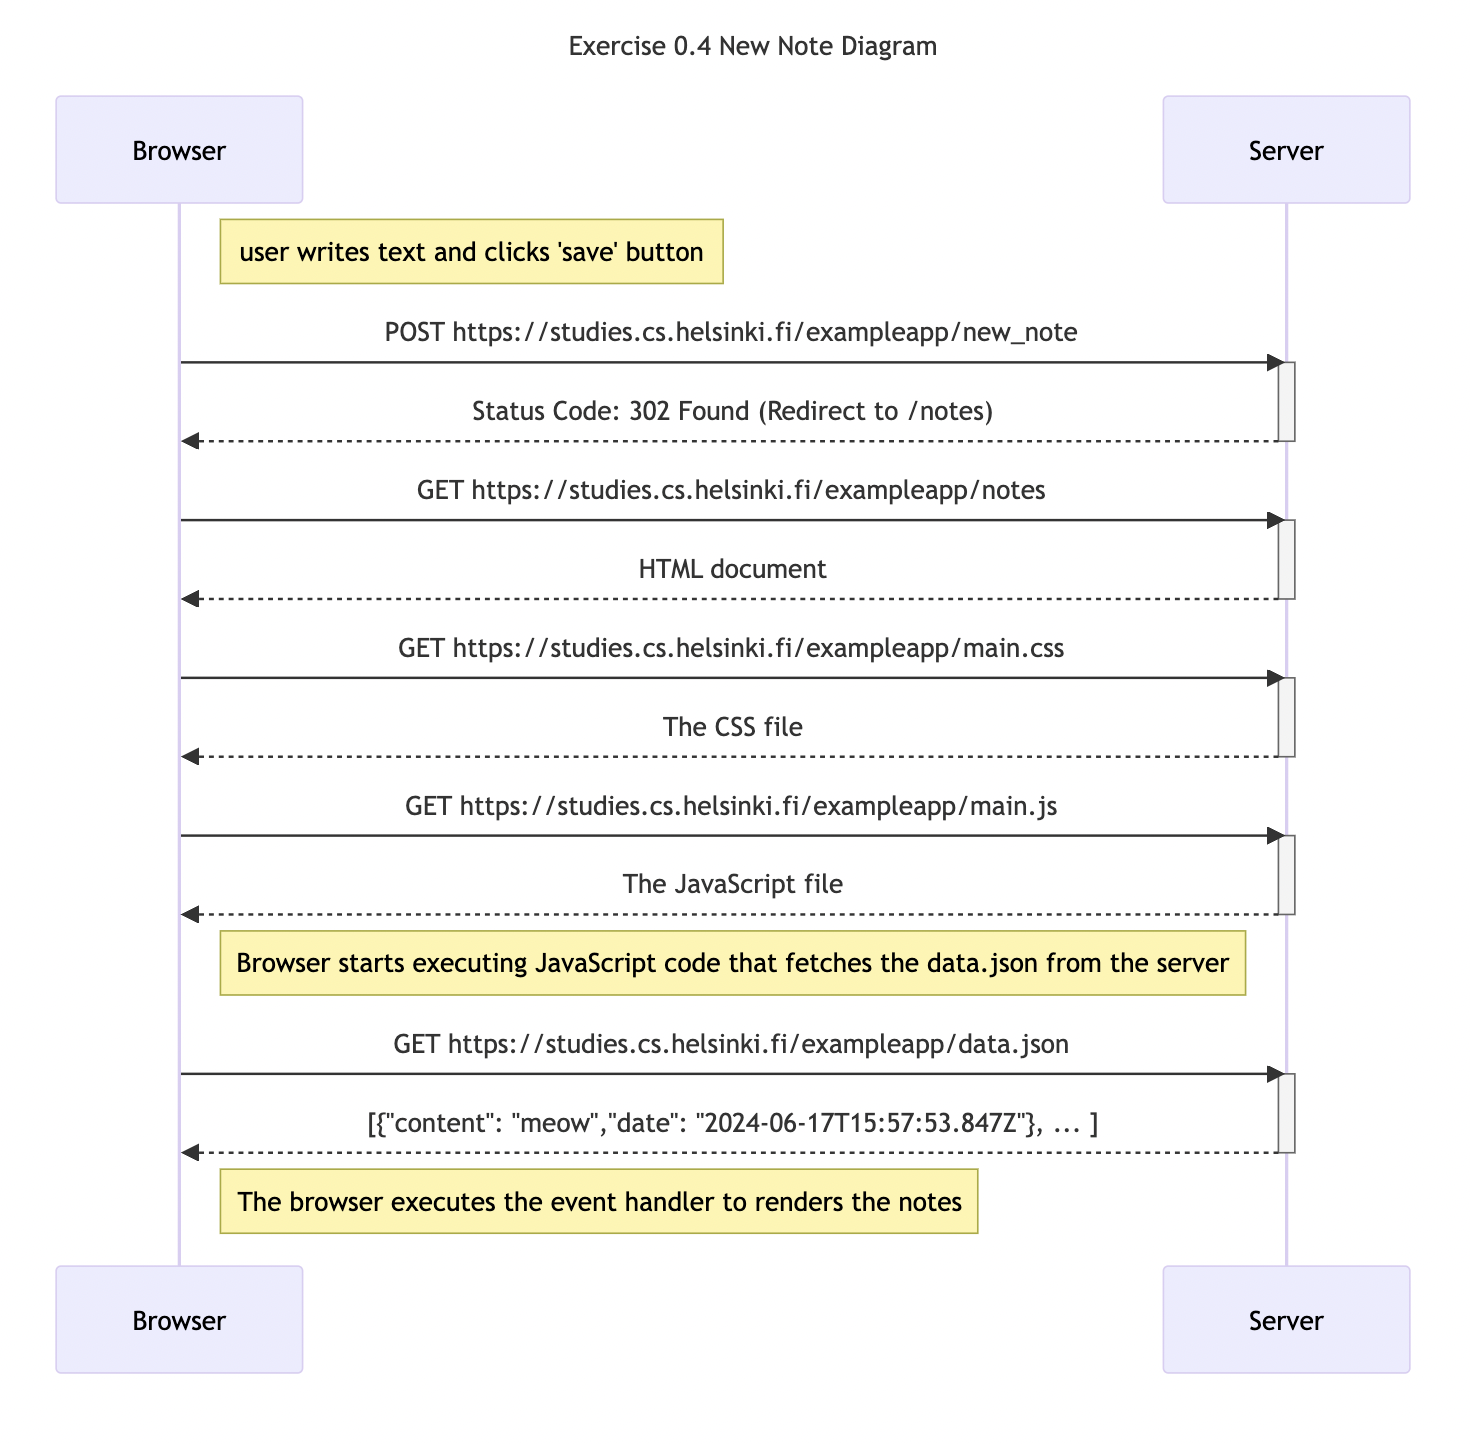 Exercise 0.4 New Note Diagram
Browser
Server
user writes text and clicks 'save' button
POST https://studies.cs.helsinki.fi/exampleapp/new_note
Status Code: 302 Found (Redirect to /notes)
GET https://studies.cs.helsinki.fi/exampleapp/notes
HTML document
GET https://studies.cs.helsinki.fi/exampleapp/main.css
The CSS file
GET https://studies.cs.helsinki.fi/exampleapp/main.js
The JavaScript file
Browser starts executing JavaScript code that fetches the data.json from the server
GET https://studies.cs.helsinki.fi/exampleapp/data.json
[{"content": "meow","date": "2024-06-17T15:57:53.847Z"}, ... ]
The browser executes the event handler to renders the notes
Browser
Server